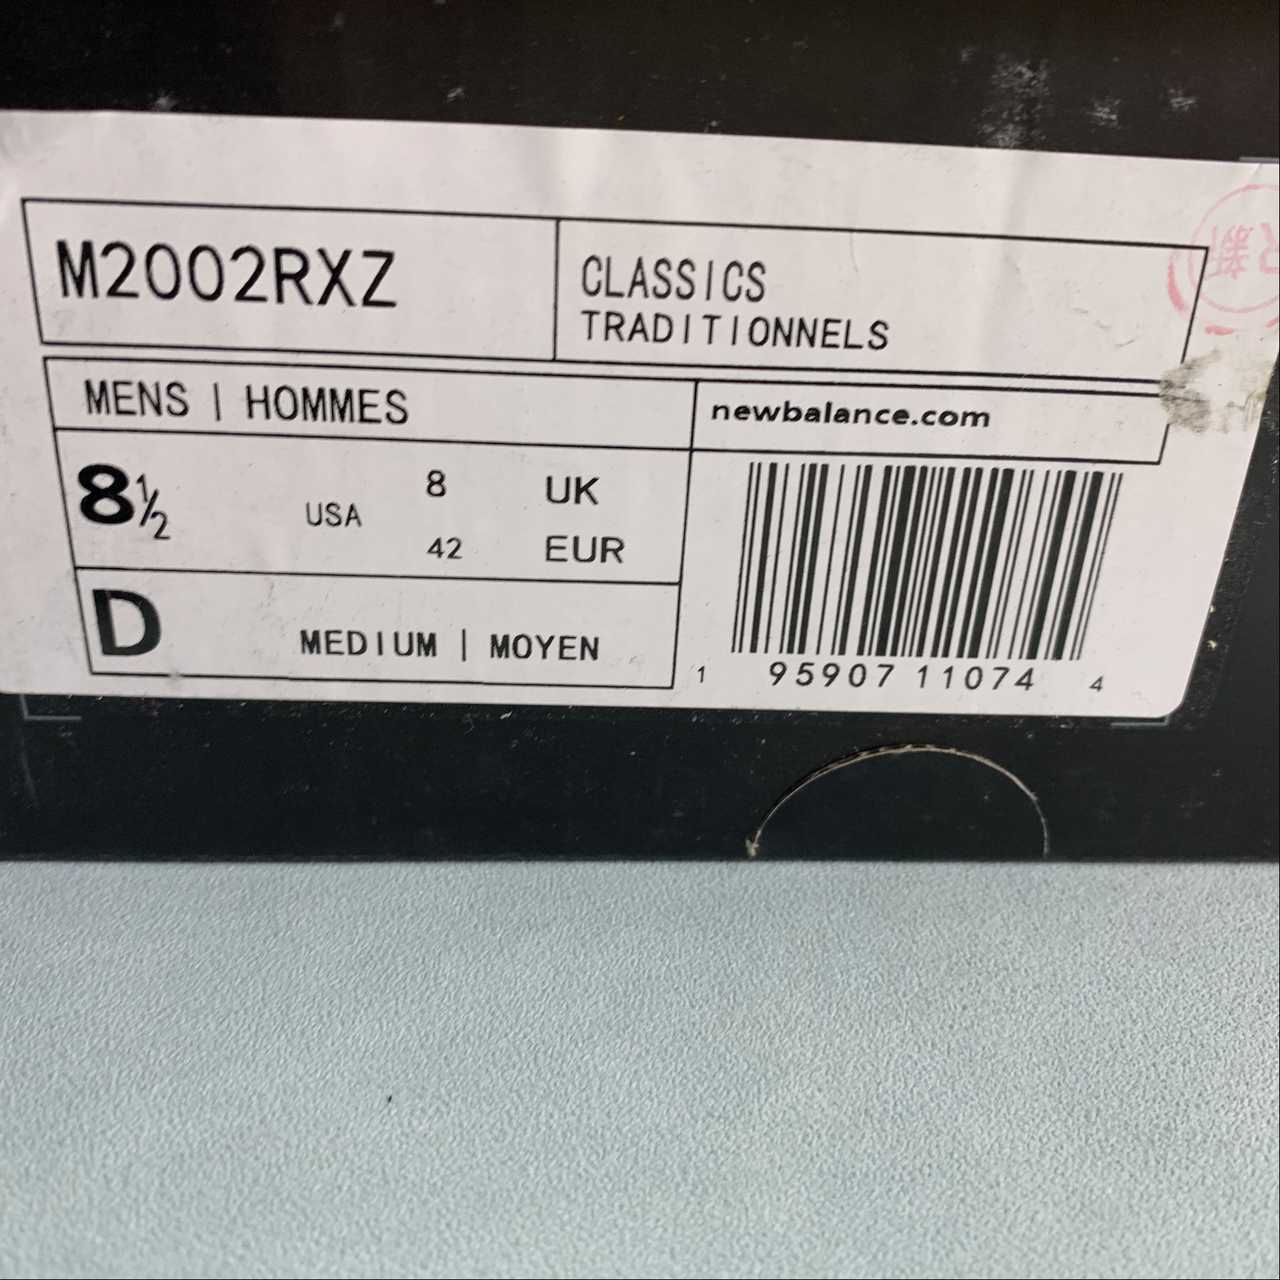 M2002RXZ
CLASSICS
TRADITIONNELS
MENS | HOMMES
newbalance.com
8½ USA
8 UK
42 EUR
D MEDIUM | MOYEN
1 95907 11074 4